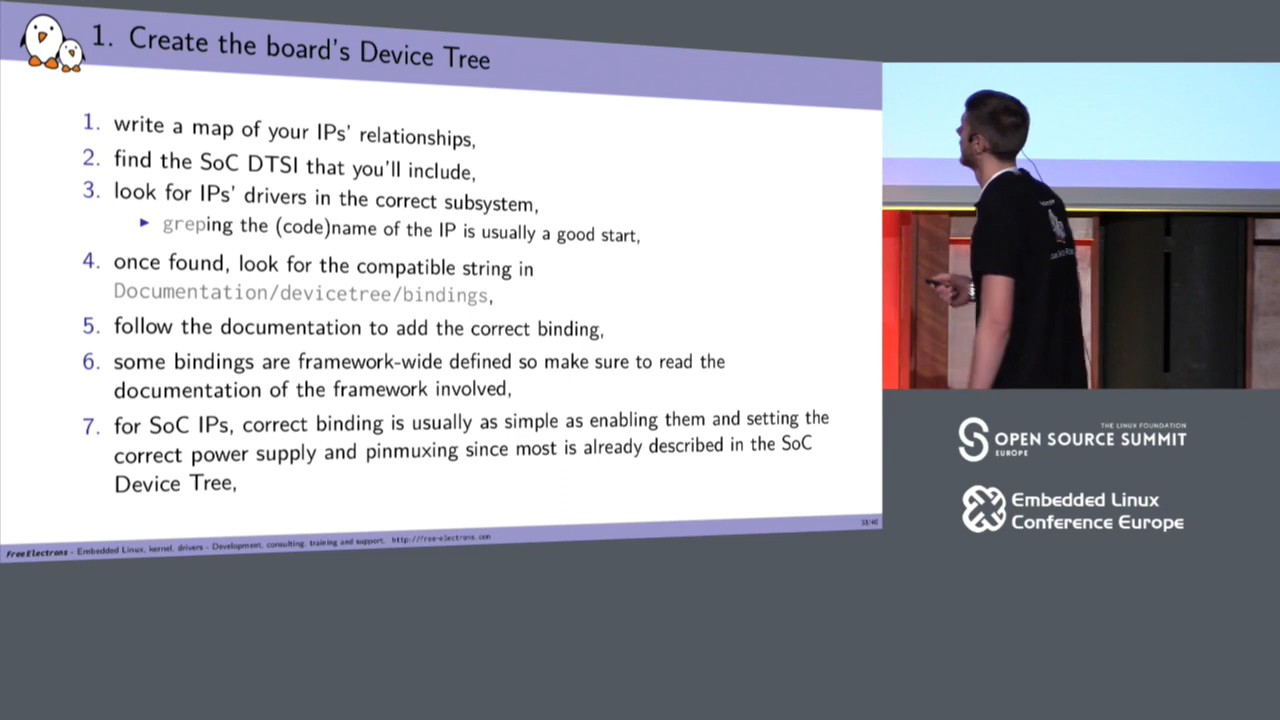 1. Create the board's Device Tree
1. write a map of your IPs' relationships,
2. find the SoC DTSI that you'll include,
3. look for IPs' drivers in the correct subsystem,
greping the (code)name of the IP is usually a good start,
4. once found, look for the compatible string in
Documentation/devicetree/bindings,
5. follow the documentation to add the correct binding,
6. some bindings are framework-wide defined so make sure to read the
documentation of the framework involved,
7. for SoC IPs, correct binding is usually as simple as enabling them and setting the
correct power supply and pinmuxing since most is already described in the SoC
Device Tree,
Free Electrons - Embedded Linux, kernel, drivers - Development, consulting, training and support. http://free-electrons.com
THE LINUX FOUNDATION
OPEN SOURCE SUMMIT
EUROPE
Embedded Linux
Conference Europe